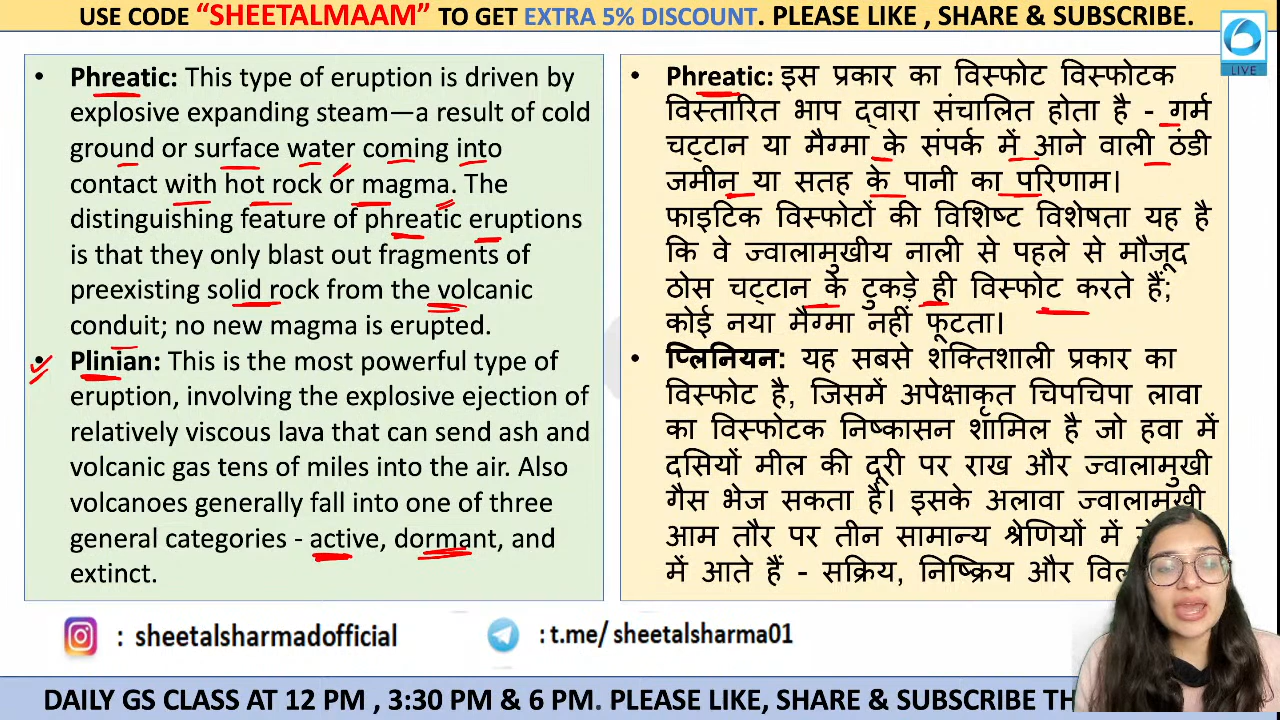 USE CODE “SHEETALMAAM” TO GET EXTRA 5% DISCOUNT. PLEASE LIKE , SHARE & SUBSCRIBE.
LIVE
• Phreatic: This type of eruption is driven by
explosive expanding steam—a result of cold
ground or surface water coming into
contact with hot rock or magma. The
distinguishing feature of phreatic eruptions
is that they only blast out fragments of
preexisting solid rock from the volcanic
conduit; no new magma is erupted.
• Plinian: This is the most powerful type of
eruption, involving the explosive ejection of
relatively viscous lava that can send ash and
volcanic gas tens of miles into the air. Also
volcanoes generally fall into one of three
general categories - active, dormant, and
extinct.
• Phreatic: इस प्रकार का विस्फोट विस्फोटक
विस्तारित भाप द्वारा संचालित होता है - गर्म
चट्टान या मैग्मा के संपर्क में आने वाली ठंडी
जमीन या सतह के पानी का परिणाम।
फाइटिक विस्फोटों की विशिष्ट विशेषता यह है
कि वे ज्वालामुखीय नाली से पहले से मौजूद
ठोस चट्टान के टुकड़े ही विस्फोट करते हैं;
कोई नया मैग्मा नहीं फूटता।
• प्लिनियन: यह सबसे शक्तिशाली प्रकार का
विस्फोट है, जिसमें अपेक्षाकृत चिपचिपा लावा
का विस्फोटक निष्कासन शामिल है जो हवा में
दसियों मील की दूरी पर राख और ज्वालामुखी
गैस भेज सकता है। इसके अलावा ज्वालामुखी
आम तौर पर तीन सामान्य श्रेणियों में
में आते हैं - सक्रिय, निष्क्रिय और
: sheetalsharmadofficial
: t.me/ sheetalsharma01
DAILY GS CLASS AT 12 PM , 3:30 PM & 6 PM. PLEASE LIKE, SHARE & SUBSCRIBE